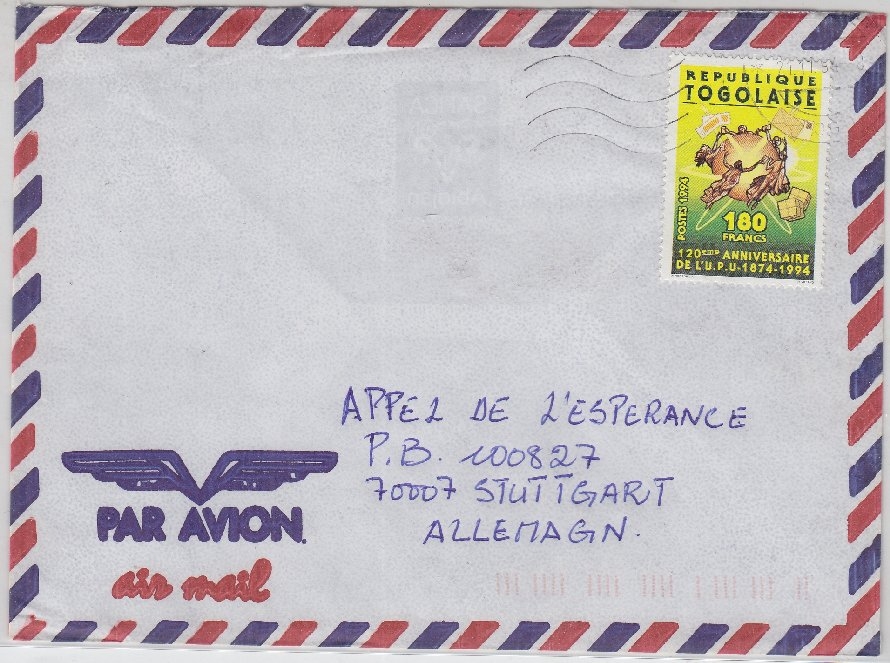 REPUBLIQUE
TOGOLAISE
POSTES 1994
180
FRANCS
120ème ANNIVERSAIRE
DE L'U.P.U-1874-1994
APPEL DE L'ESPERANCE
P.B. 100827
70007 STUTTGART
ALLEMAGN.
PAR AVION.
air mail